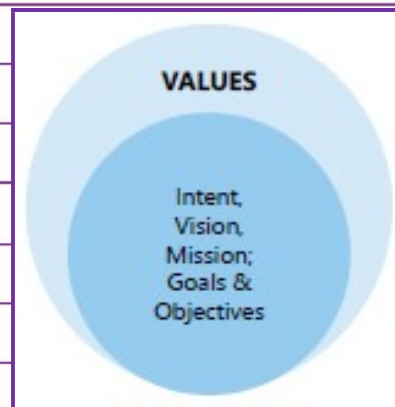 VALUES
Intent,
Vision,
Mission;
Goals &
Objectives